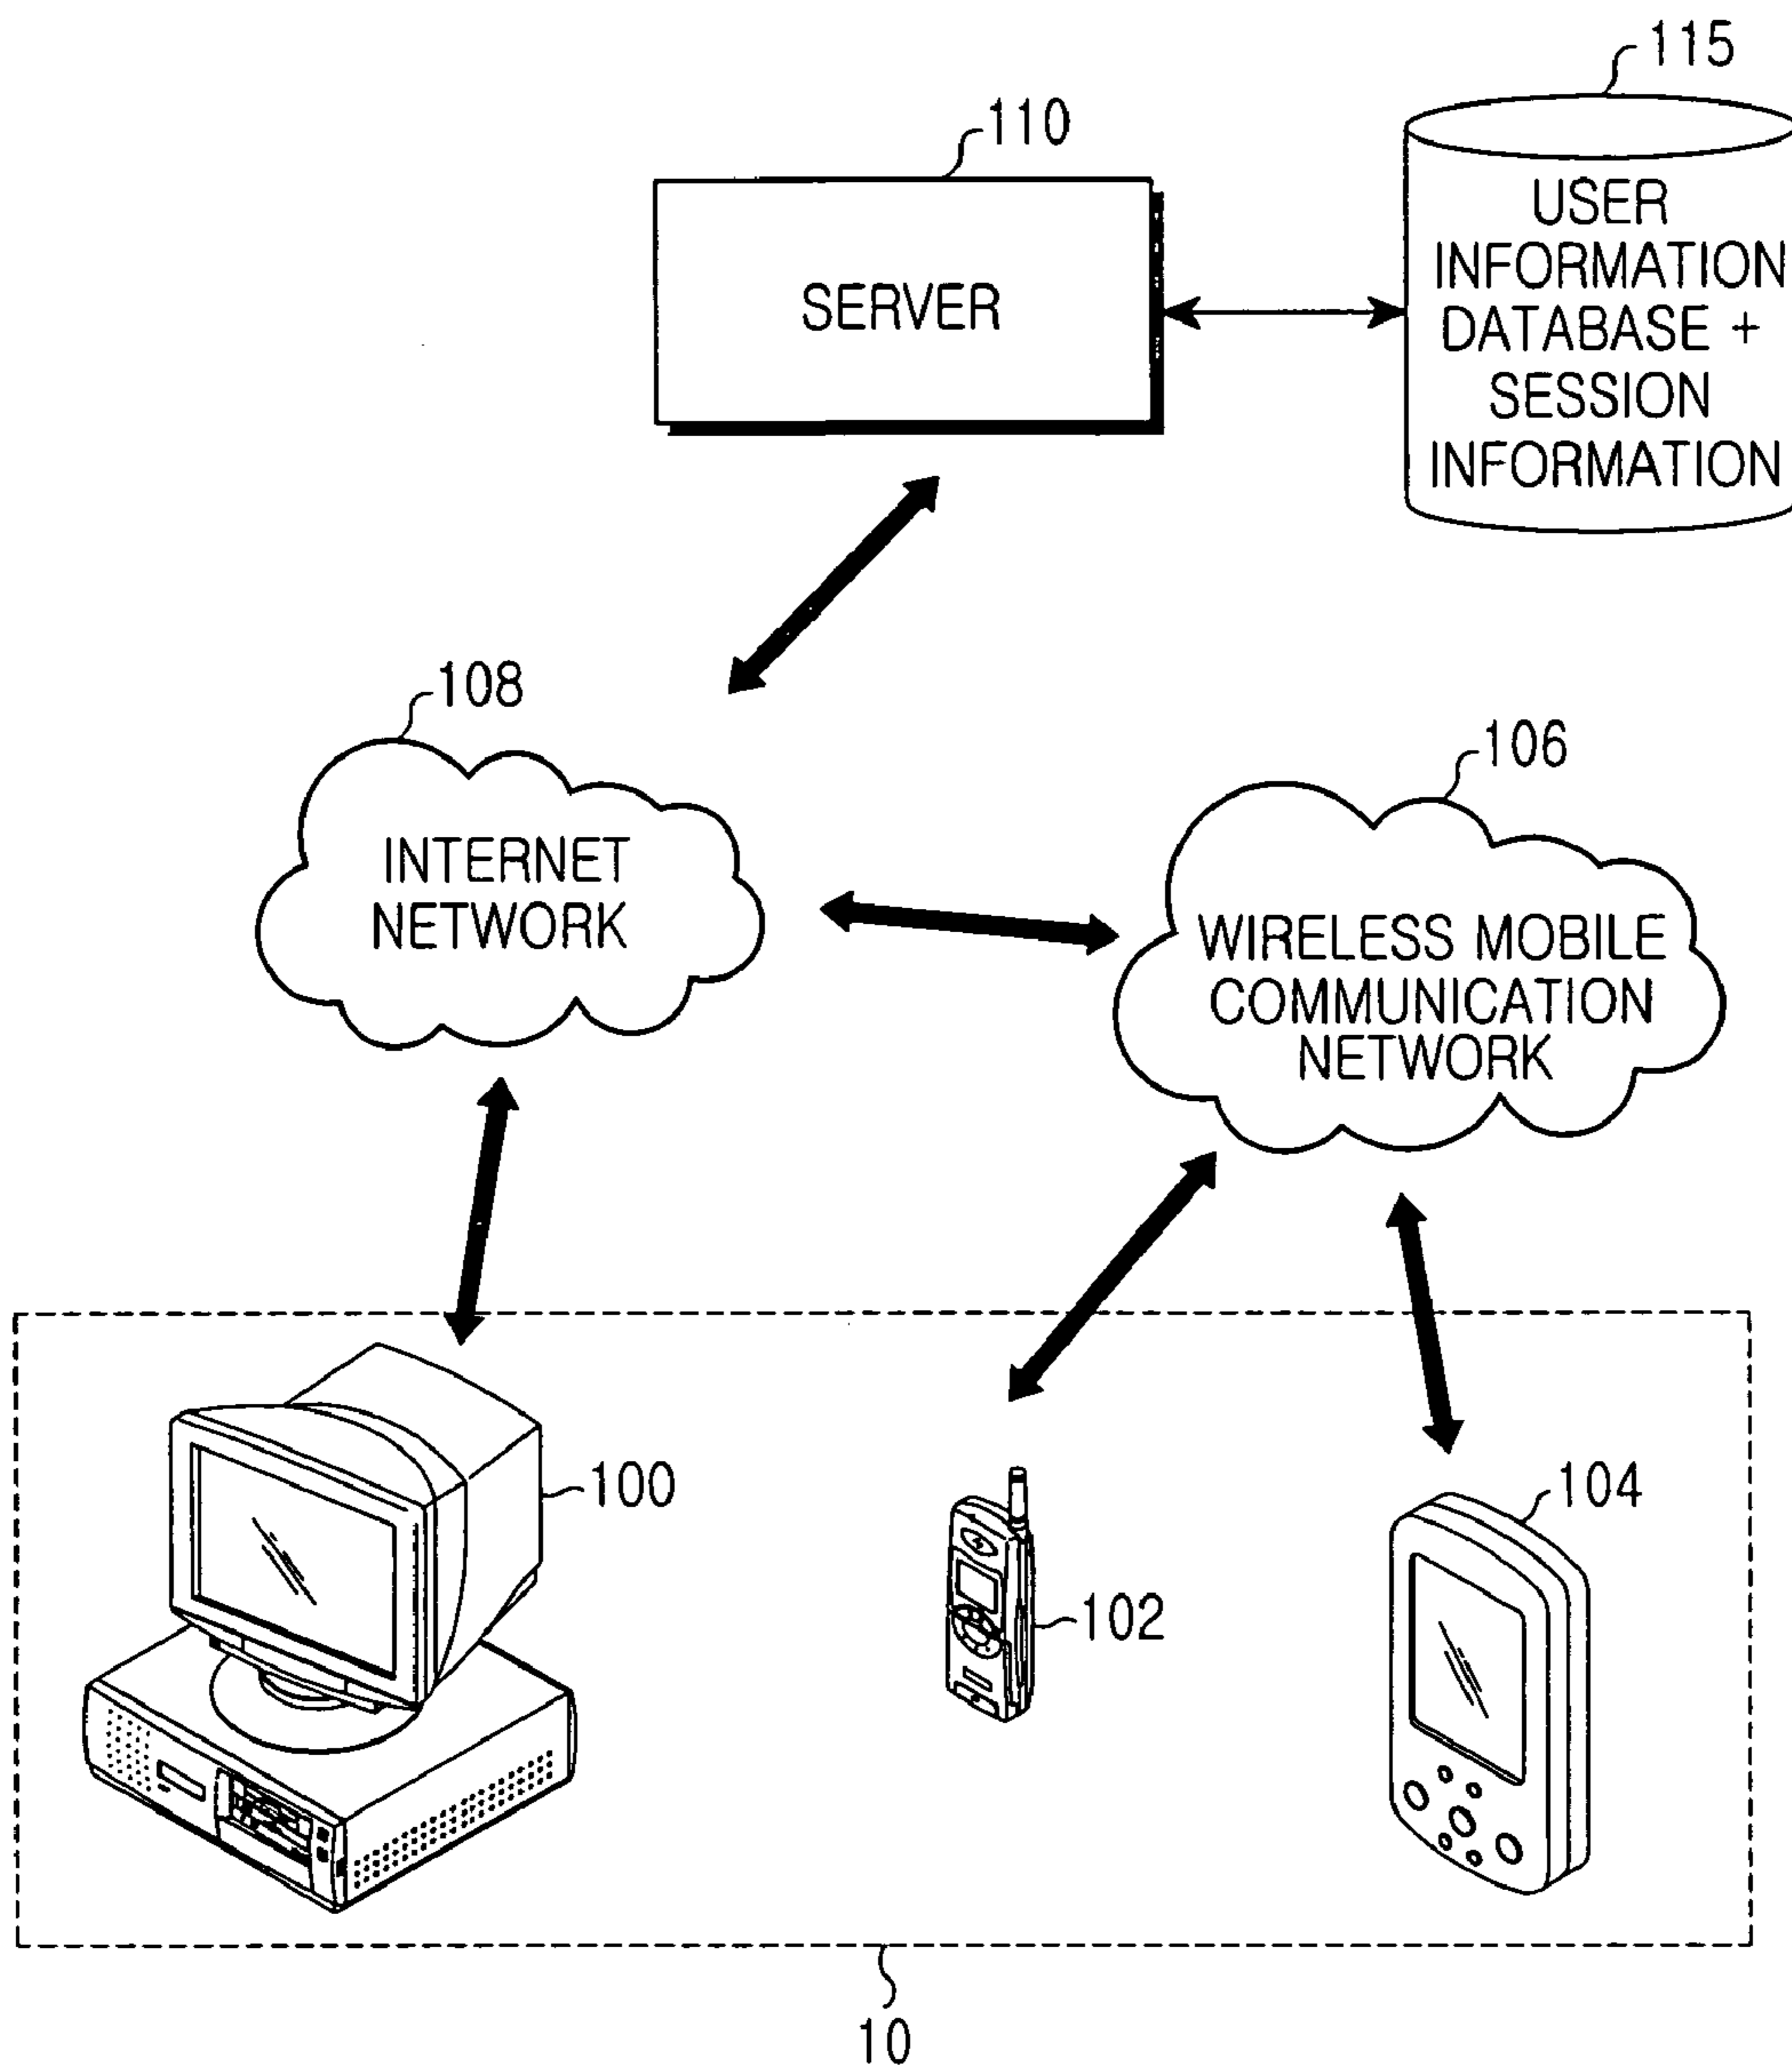 115
110
USER
INFORMATION
DATABASE +
SESSION
INFORMATION
SERVER
108
106
INTERNET
NETWORK
WIRELESS MOBILE
COMMUNICATION
NETWORK
100
104
102
10